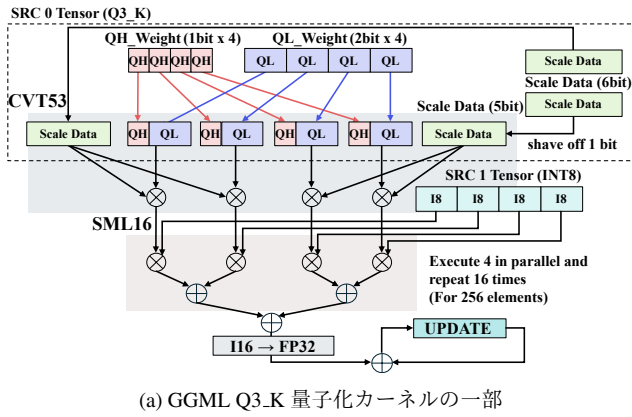 SRC 0 Tensor (Q3_K)
QH_Weight (1bit x 4)
QL_Weight (2bit x 4)
QH QH QH QH
QL QL QL QL
Scale Data
Scale Data (6bit)
Scale Data
CVT53
Scale Data (5bit)
shave off 1 bit
Scale Data
QH QL
QH QL
QH QL
QH QL
Scale Data
SRC 1 Tensor (INT8)
I8 I8 I8 I8
SML16
Execute 4 in parallel and
repeat 16 times
(For 256 elements)
I16 → FP32
UPDATE
(a) GGML Q3_K 量子化カーネルの一部